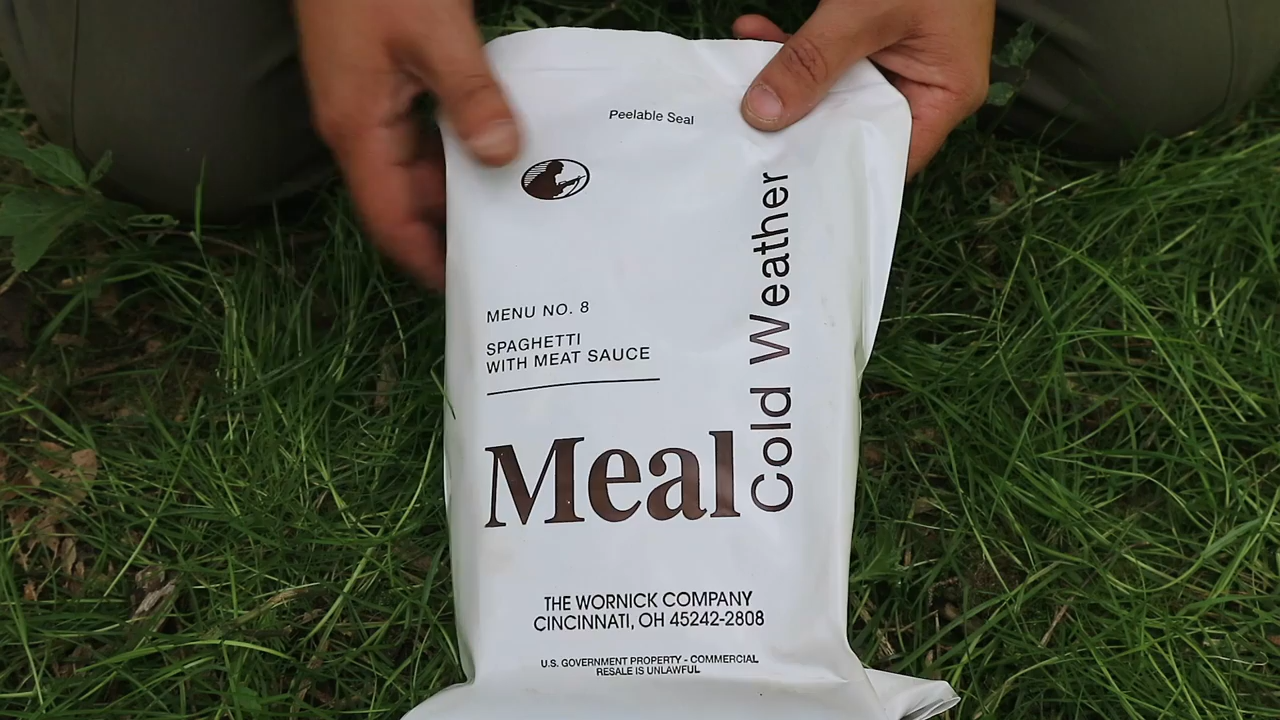 Peelable Seal
MENU NO. 8
SPAGHETTI
WITH MEAT SAUCE
Meal
Cold Weather
THE WORNICK COMPANY
CINCINNATI, OH 45242-2808
U.S. GOVERNMENT PROPERTY - COMMERCIAL
RESALE IS UNLAWFUL